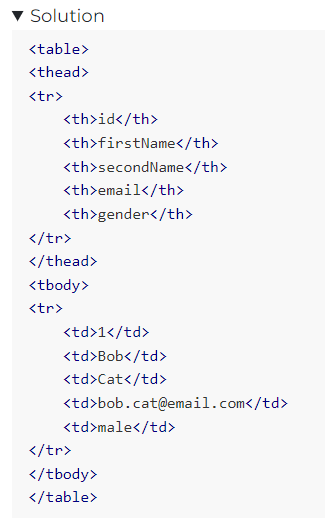 ▼ Solution
<table>
<thead>
<tr>
    <th>id</th>
    <th>firstName</th>
    <th>secondName</th>
    <th>email</th>
    <th>gender</th>
</tr>
</thead>
<tbody>
<tr>
    <td>1</td>
    <td>Bob</td>
    <td>Cat</td>
    <td>bob.cat@email.com</td>
    <td>male</td>
</tr>
</tbody>
</table>